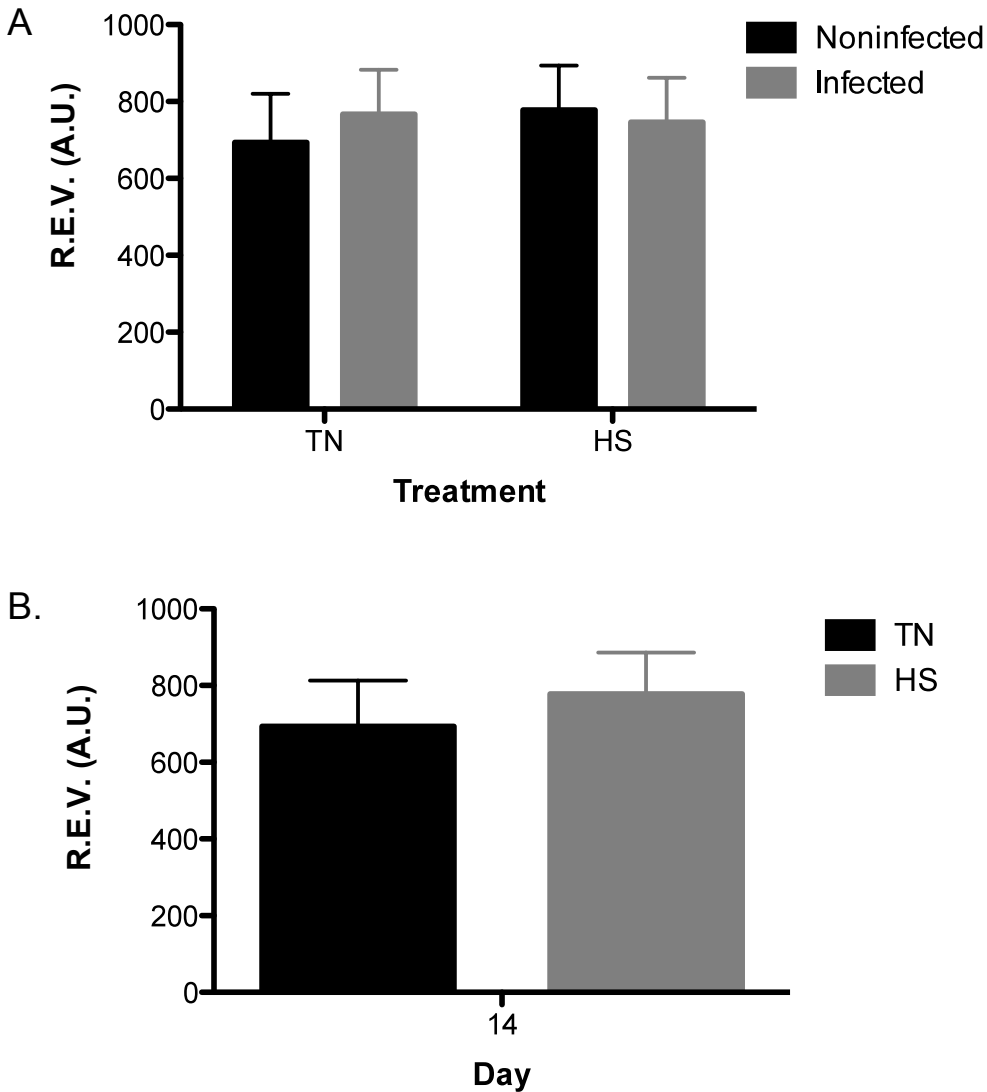 A
1000
800
600
400
200
0
R.E.V. (A.U.)
TN
HS
Treatment
Noninfected
Infected
B.
1000
800
600
400
200
0
R.E.V. (A.U.)
14
Day
TN
HS